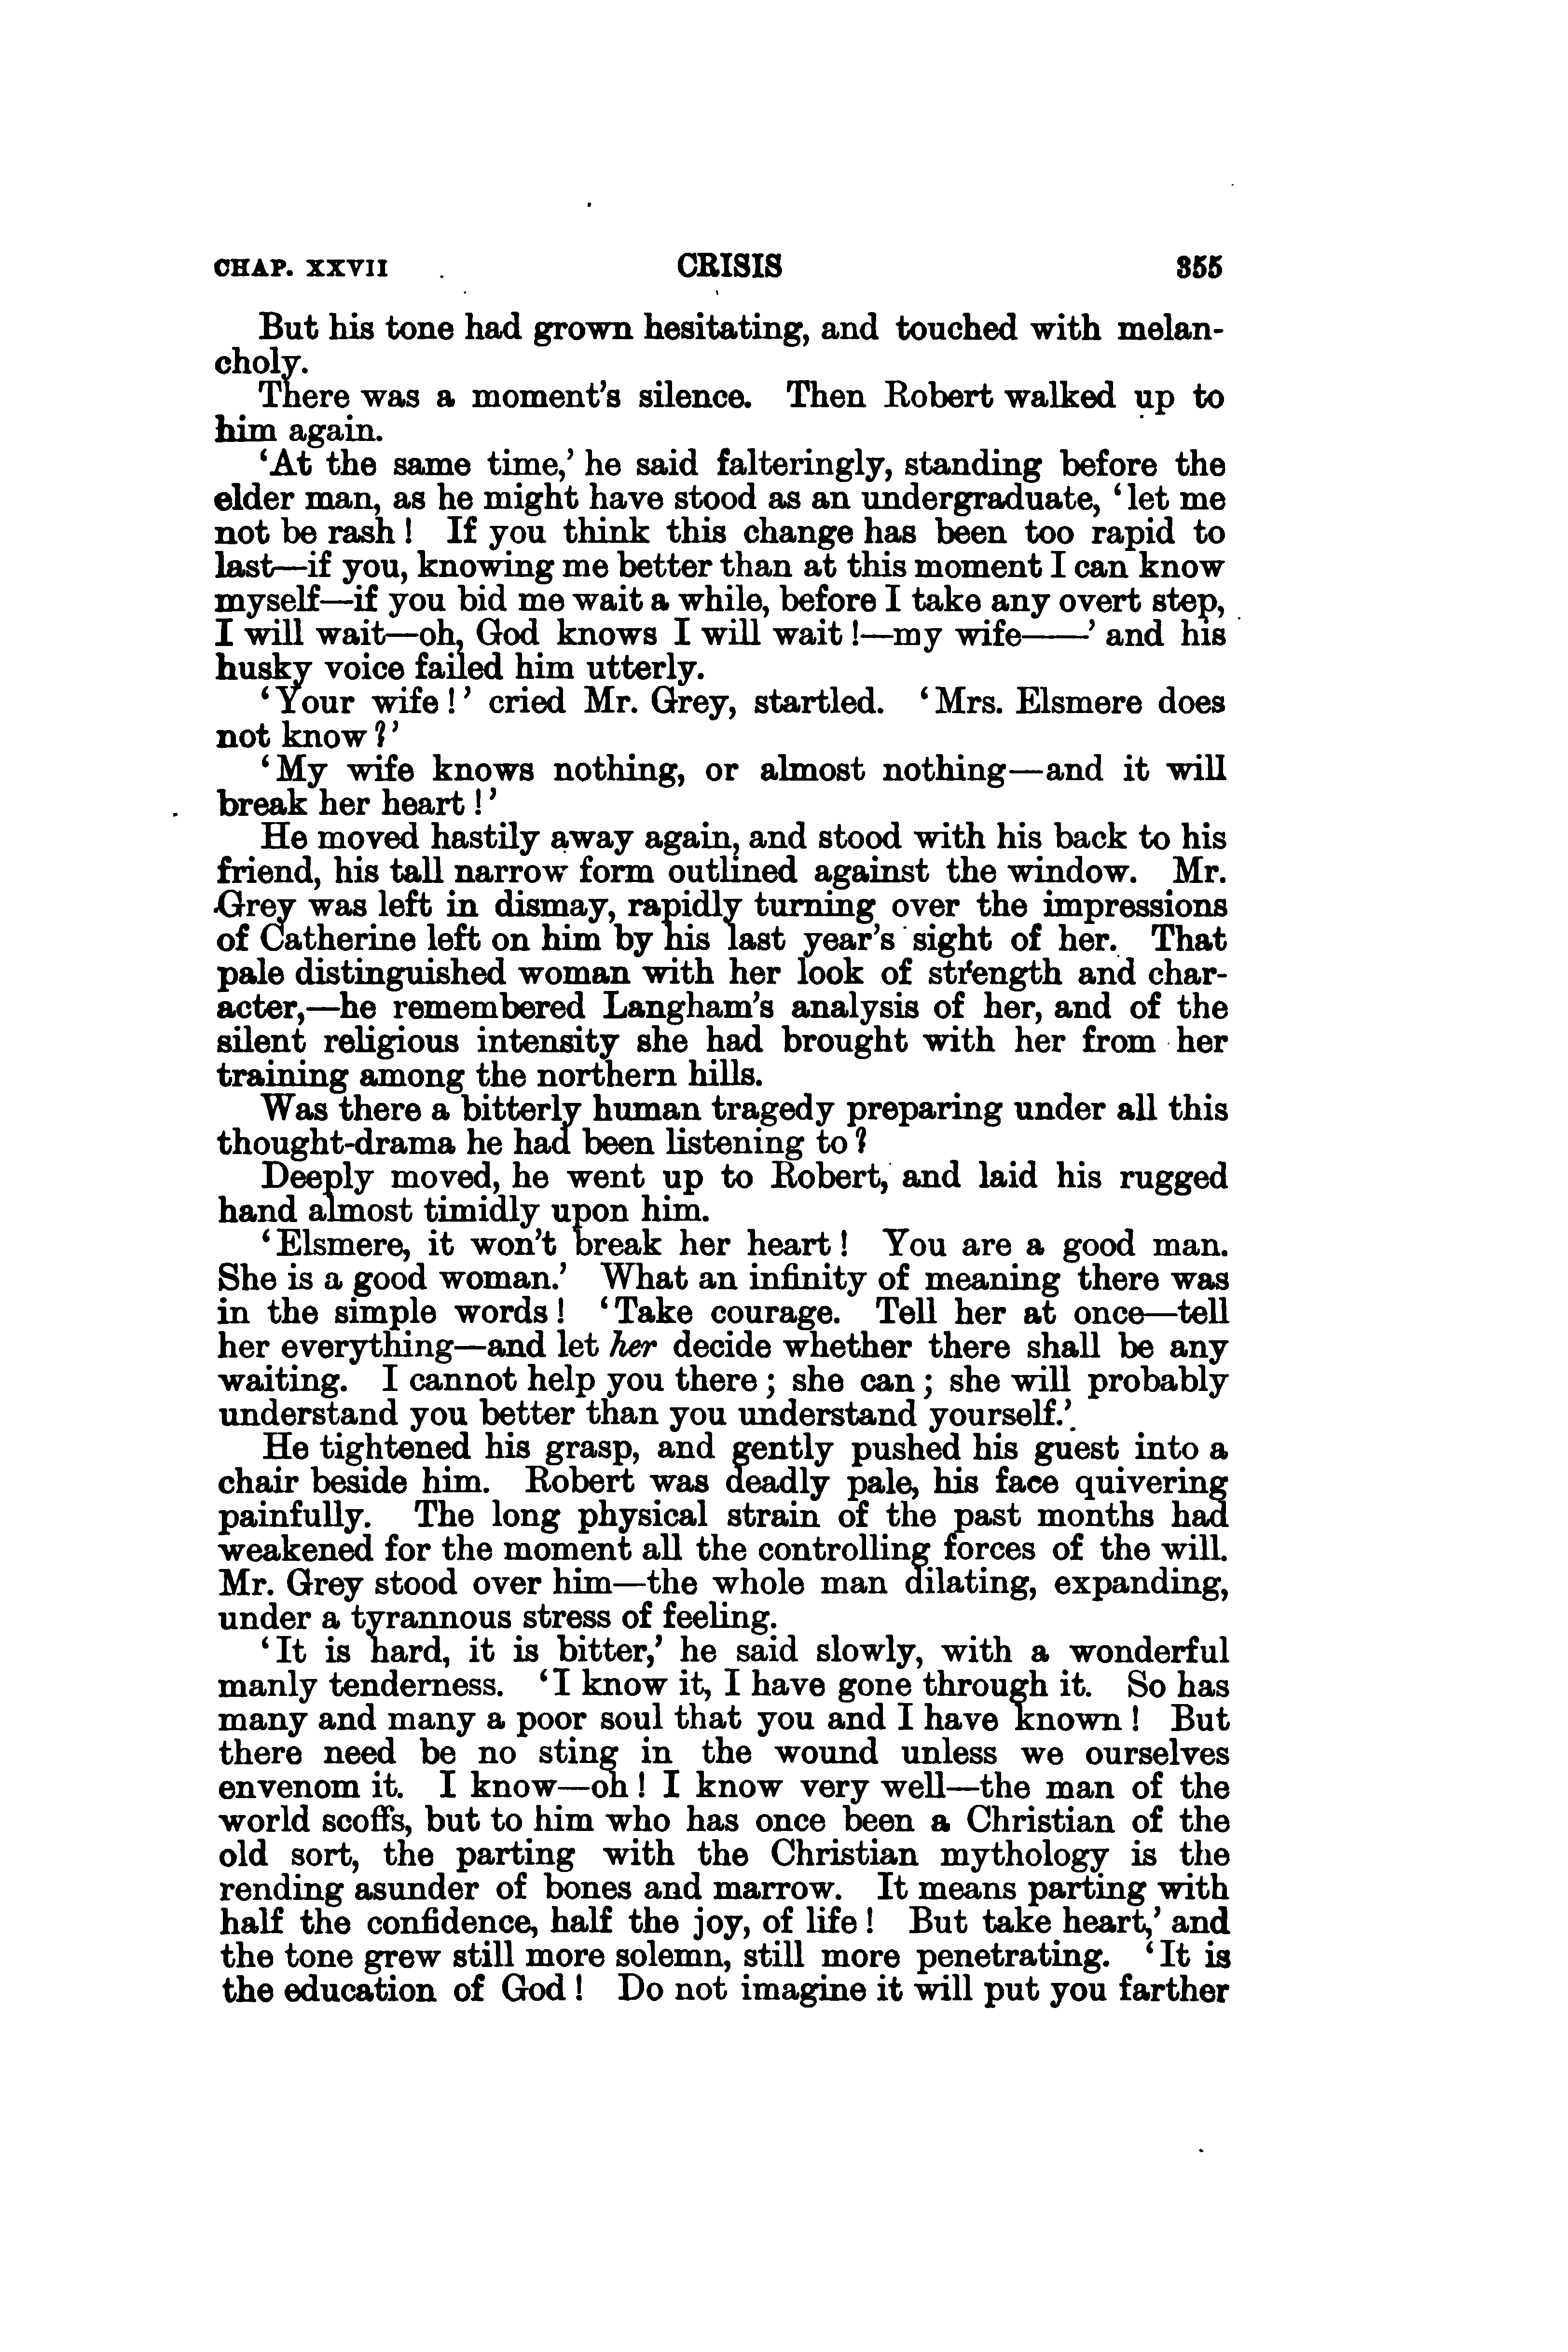 CHAP. XXVII CRISIS 355
But his tone had grown hesitating, and touched with melan-
choly.
There was a moment's silence. Then Robert walked up to
him again.
‘At the same time,’ he said falteringly, standing before the
elder man, as he might have stood as an undergraduate, ‘let me
not be rash! If you think this change has been too rapid to
last—if you, knowing me better than at this moment I can know
myself—if you bid me wait a while, before I take any overt step,
I will wait—oh, God knows I will wait!—my wife——’ and his
husky voice failed him utterly.
‘Your wife!’ cried Mr. Grey, startled. ‘Mrs. Elsmere does
not know?’
‘My wife knows nothing, or almost nothing—and it will
break her heart!’
He moved hastily away again, and stood with his back to his
friend, his tall narrow form outlined against the window. Mr.
Grey was left in dismay, rapidly turning over the impressions
of Catherine left on him by his last year's sight of her. That
pale distinguished woman with her look of strength and char-
acter,—he remembered Langham's analysis of her, and of the
silent religious intensity she had brought with her from her
training among the northern hills.
Was there a bitterly human tragedy preparing under all this
thought-drama he had been listening to?
Deeply moved, he went up to Robert, and laid his rugged
hand almost timidly upon him.
‘Elsmere, it won't break her heart! You are a good man.
She is a good woman.’ What an infinity of meaning there was
in the simple words! ‘Take courage. Tell her at once—tell
her everything—and let her decide whether there shall be any
waiting. I cannot help you there; she can; she will probably
understand you better than you understand yourself.’
He tightened his grasp, and gently pushed his guest into a
chair beside him. Robert was deadly pale, his face quivering
painfully. The long physical strain of the past months had
weakened for the moment all the controlling forces of the will.
Mr. Grey stood over him—the whole man dilating, expanding,
under a tyrannous stress of feeling.
‘It is hard, it is bitter,’ he said slowly, with a wonderful
manly tenderness. ‘I know it, I have gone through it. So has
many and many a poor soul that you and I have known! But
there need be no sting in the wound unless we ourselves
envenom it. I know—oh! I know very well—the man of the
world scoffs, but to him who has once been a Christian of the
old sort, the parting with the Christian mythology is the
rending asunder of bones and marrow. It means parting with
half the confidence, half the joy, of life! But take heart,’ and
the tone grew still more solemn, still more penetrating. ‘It is
the education of God! Do not imagine it will put you farther